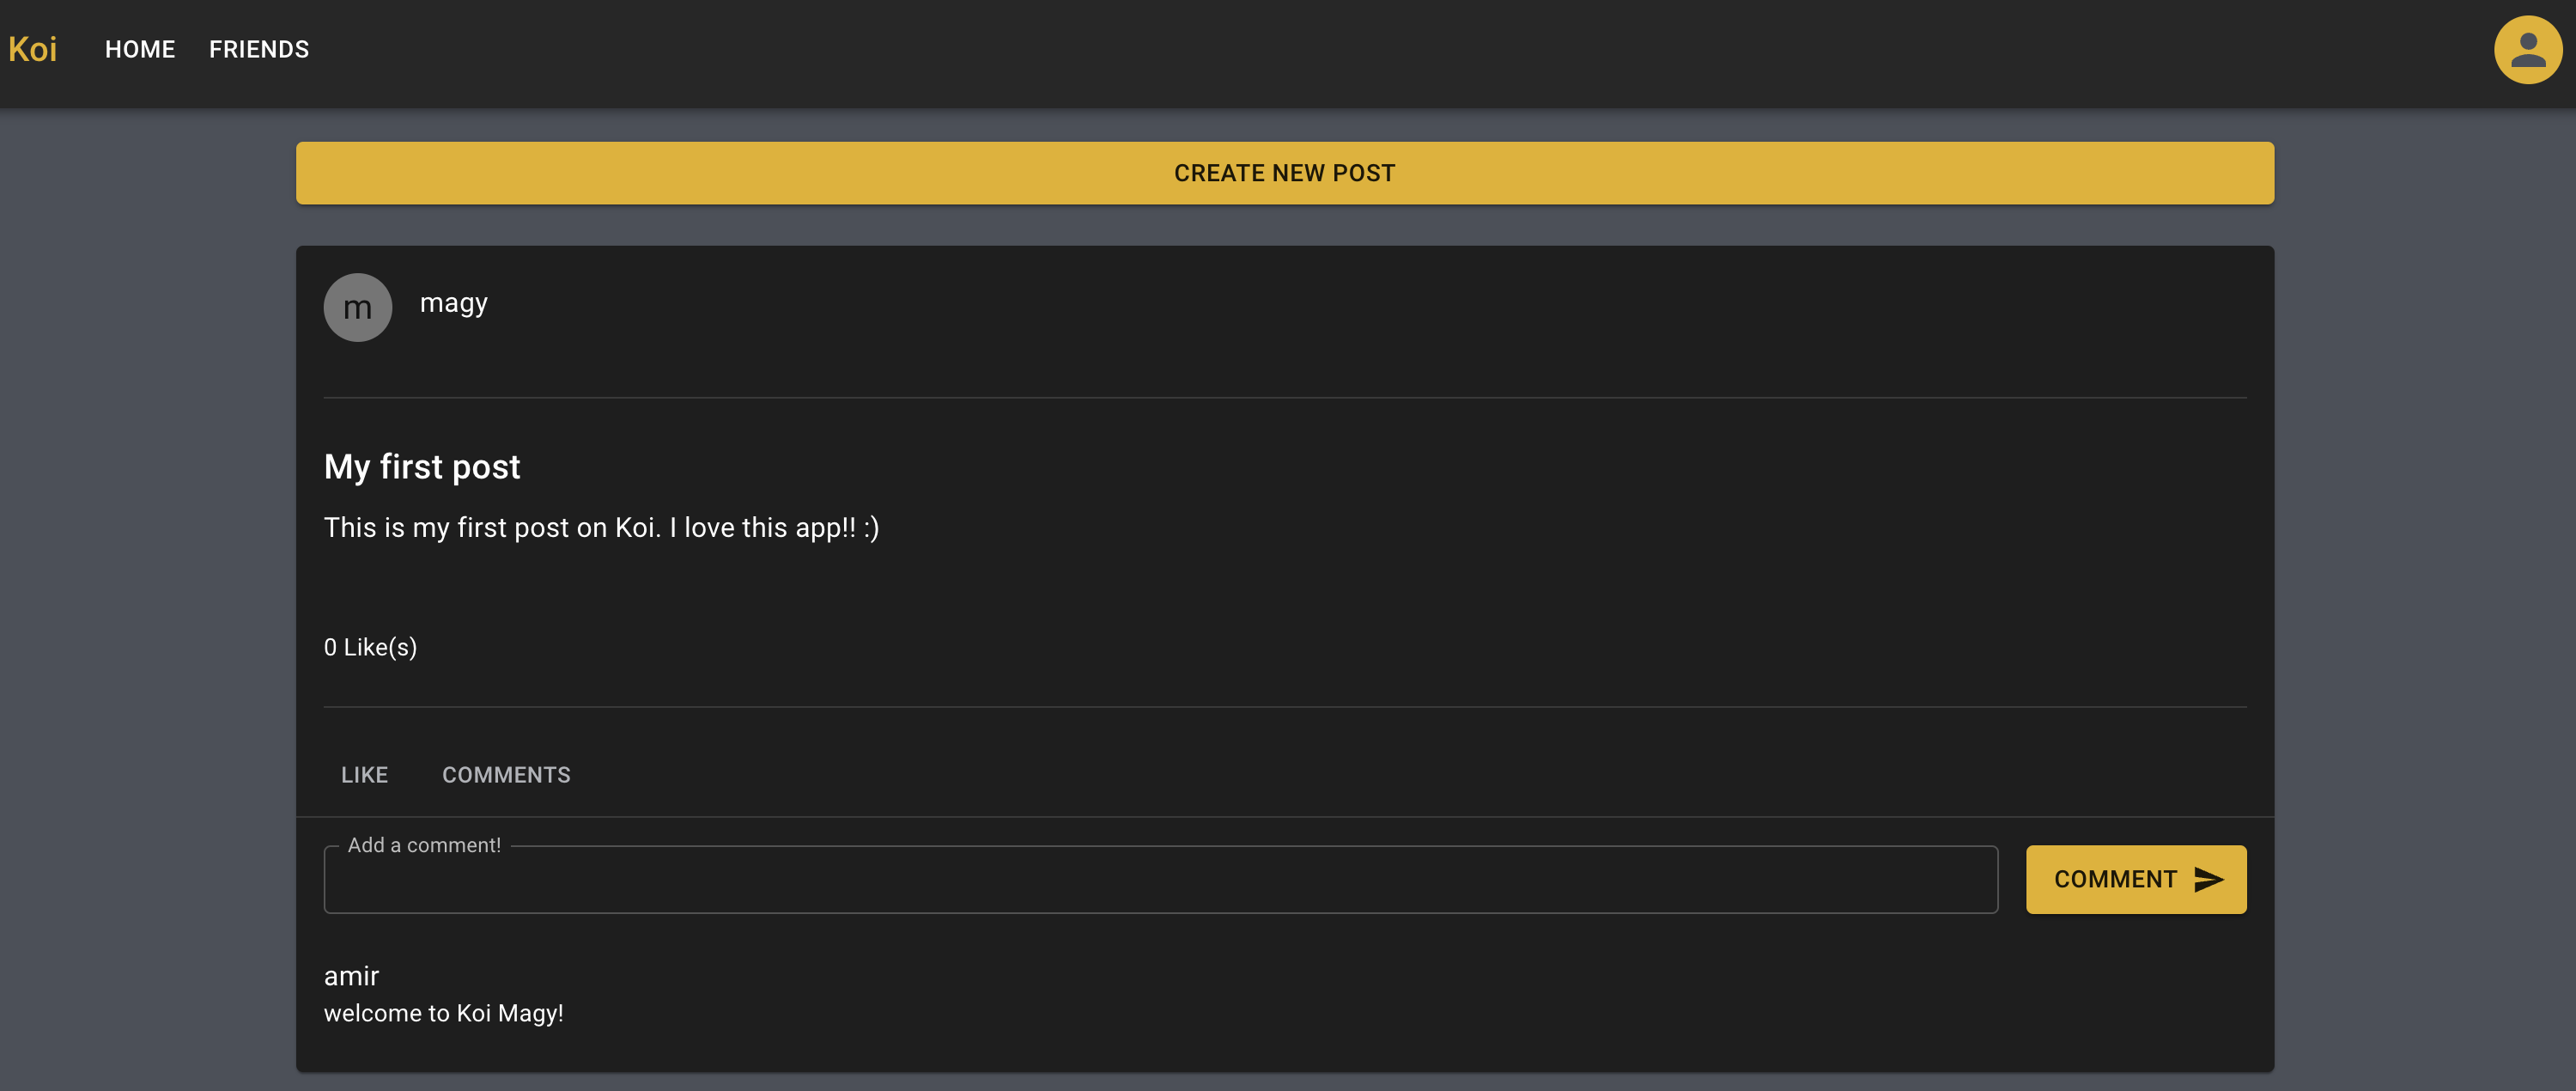 Koi HOME FRIENDS
CREATE NEW POST
m magy
My first post
This is my first post on Koi. I love this app!! :)
0 Like(s)
LIKE COMMENTS
Add a comment!
COMMENT
amir
welcome to Koi Magy!